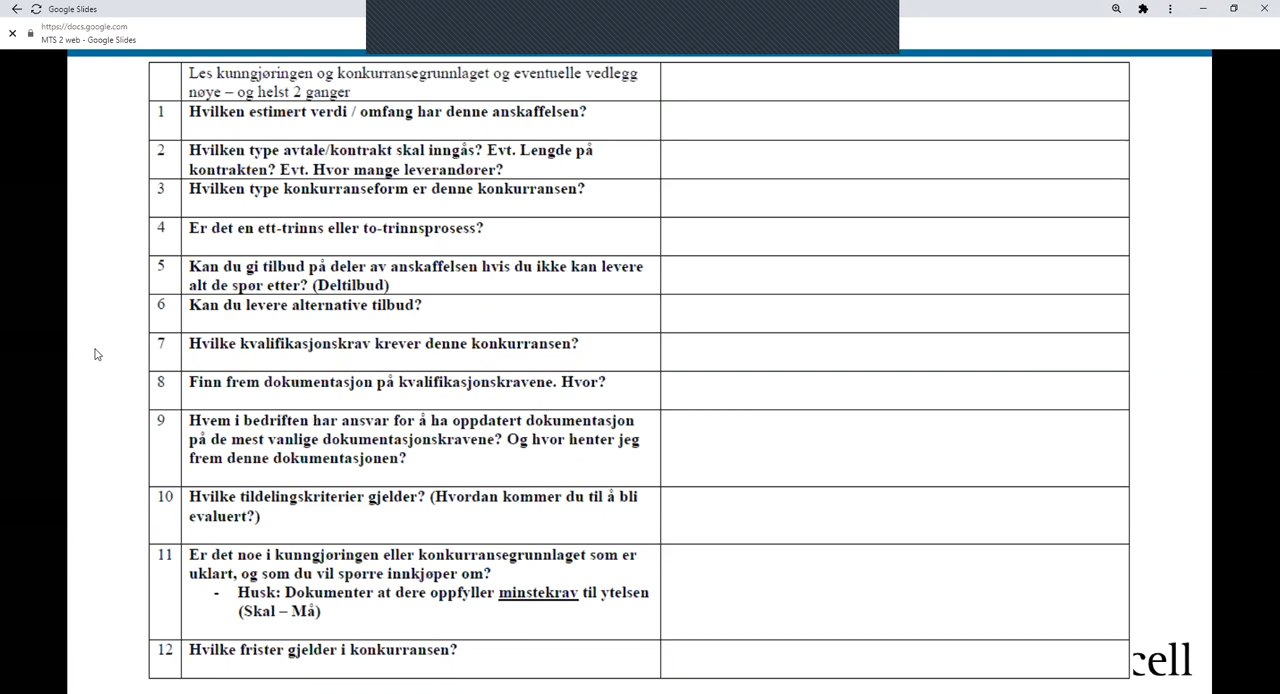 Google Slides
https://docs.google.com
MTS 2 web - Google Slides
Les kunngjøringen og konkurransegrunnlaget og eventuelle vedlegg
nøye – og helst 2 ganger
1 Hvilken estimert verdi / omfang har denne anskaffelsen?
2 Hvilken type avtale/kontrakt skal inngås? Evt. Lengde på
kontrakten? Evt. Hvor mange leverandører?
3 Hvilken type konkurranseform er denne konkurransen?
4 Er det en ett-trinns eller to-trinnsprosess?
5 Kan du gi tilbud på deler av anskaffelsen hvis du ikke kan levere
alt de spør etter? (Deltilbud)
6 Kan du levere alternative tilbud?
7 Hvilke kvalifikasjonskrav krever denne konkurransen?
8 Finn frem dokumentasjon på kvalifikasjonskravene. Hvor?
9 Hvem i bedriften har ansvar for å ha oppdatert dokumentasjon
på de mest vanlige dokumentasjonskravene? Og hvor henter jeg
frem denne dokumentasjonen?
10 Hvilke tildelingskriterier gjelder? (Hvordan kommer du til å bli
evaluert?)
11 Er det noe i kunngjøringen eller konkurransegrunnlaget som er
uklart, og som du vil spørre innkjøper om?
- Husk: Dokumenter at dere oppfyller minstekrav til ytelsen
(Skal – Må)
12 Hvilke frister gjelder i konkurransen?
cell